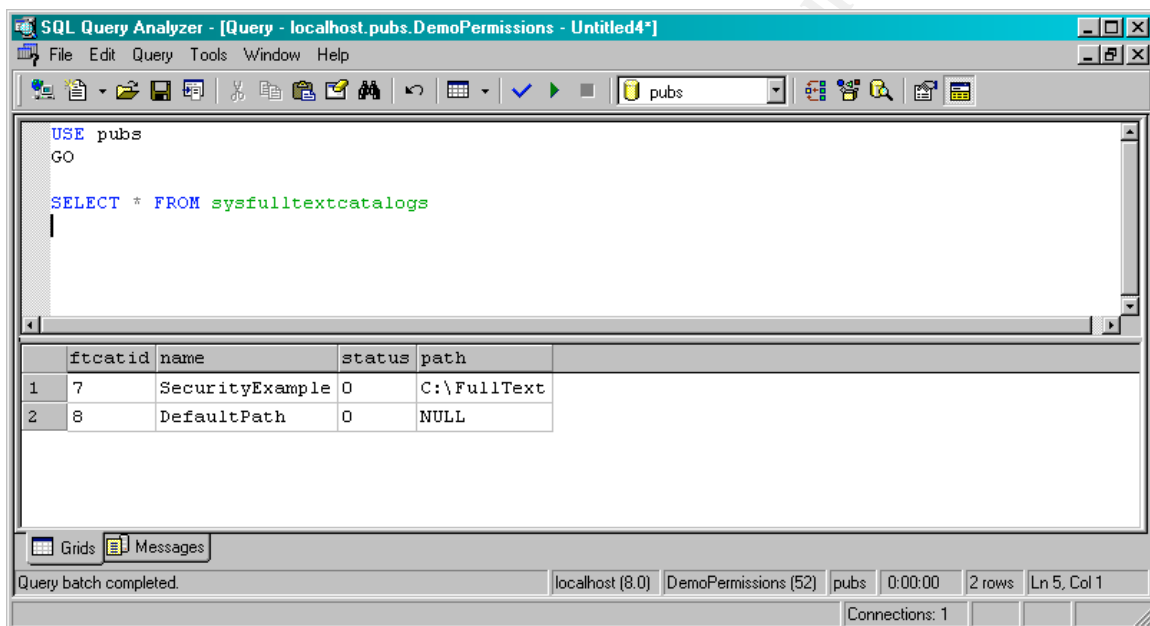 SQL Query Analyzer - [Query - localhost.pubs.DemoPermissions - Untitled4*]
File Edit Query Tools Window Help
pubs
USE pubs
GO
SELECT * FROM sysfulltextcatalogs
ftcatid name status path
1 7 SecurityExample 0 C:\FullText
2 8 DefaultPath 0 NULL
Grids Messages
Query batch completed. localhost (8.0) DemoPermissions (52) pubs 0:00:00 2 rows Ln 5, Col 1
Connections: 1